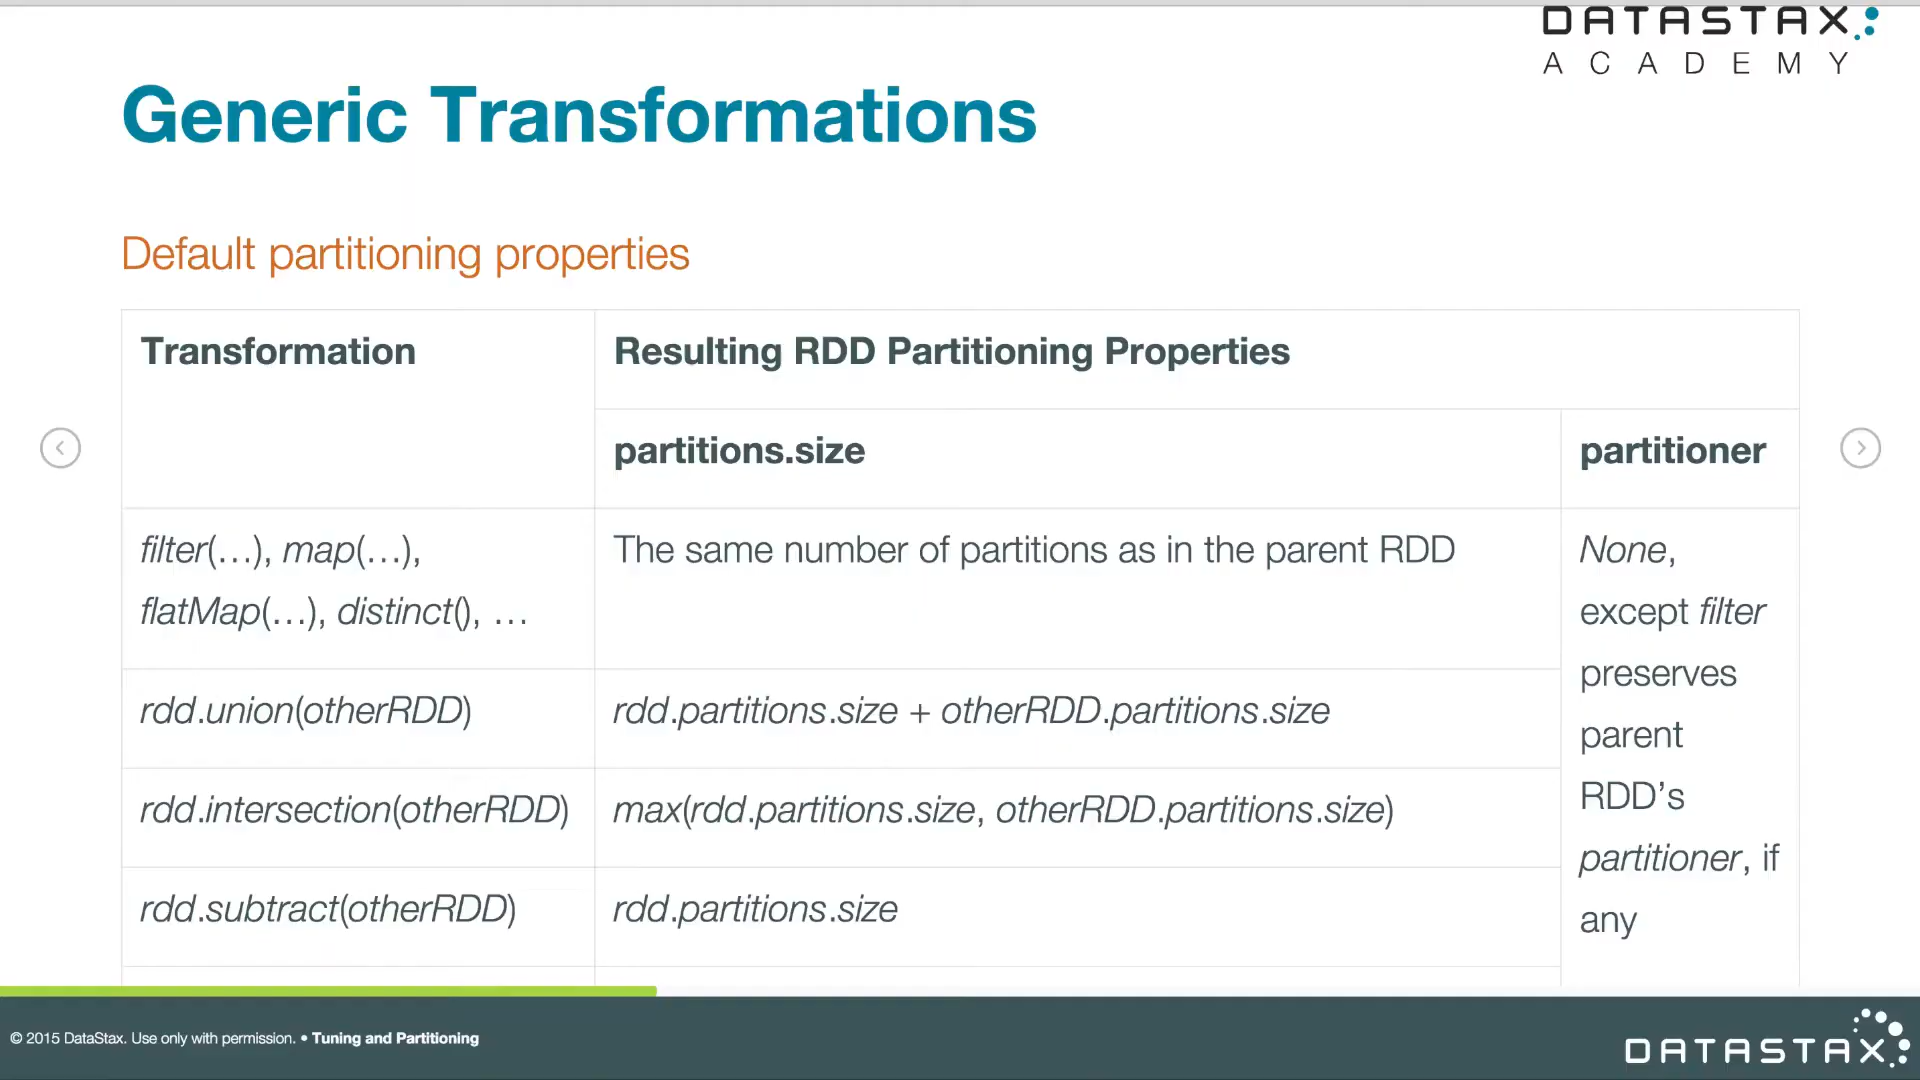 DATASTAX
ACADEMY
Generic Transformations
Default partitioning properties
Transformation
Resulting RDD Partitioning Properties
partitions.size
partitioner
filter(…), map(…),
flatMap(…), distinct(), …
The same number of partitions as in the parent RDD
None,
except filter
preserves
parent
RDD’s
partitioner, if
any
rdd.union(otherRDD)
rdd.partitions.size + otherRDD.partitions.size
rdd.intersection(otherRDD)
max(rdd.partitions.size, otherRDD.partitions.size)
rdd.subtract(otherRDD)
rdd.partitions.size
© 2015 DataStax. Use only with permission. • Tuning and Partitioning
DATASTAX